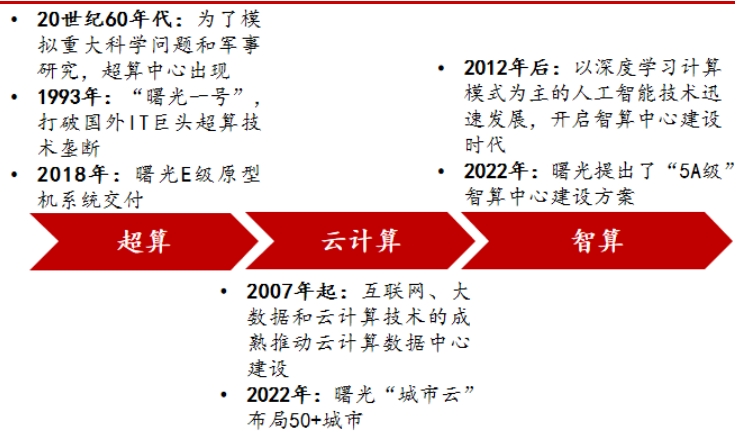 • 20世纪60年代：为了模
拟重大科学问题和军事
研究，超算中心出现
• 1993年：“曙光一号”，
打破国外IT巨头超算技
术垄断
• 2018年：曙光E级原型
机系统交付
• 2012年后：以深度学习计算
模式为主的人工智能技术迅
速发展，开启智算中心建设
时代
• 2022年：曙光提出了“5A级”
智算中心建设方案
超算
云计算
智算
• 2007年起：互联网、大
数据和云计算技术的成
熟推动云计算数据中心
建设
• 2022年：曙光“城市云”
布局50+城市